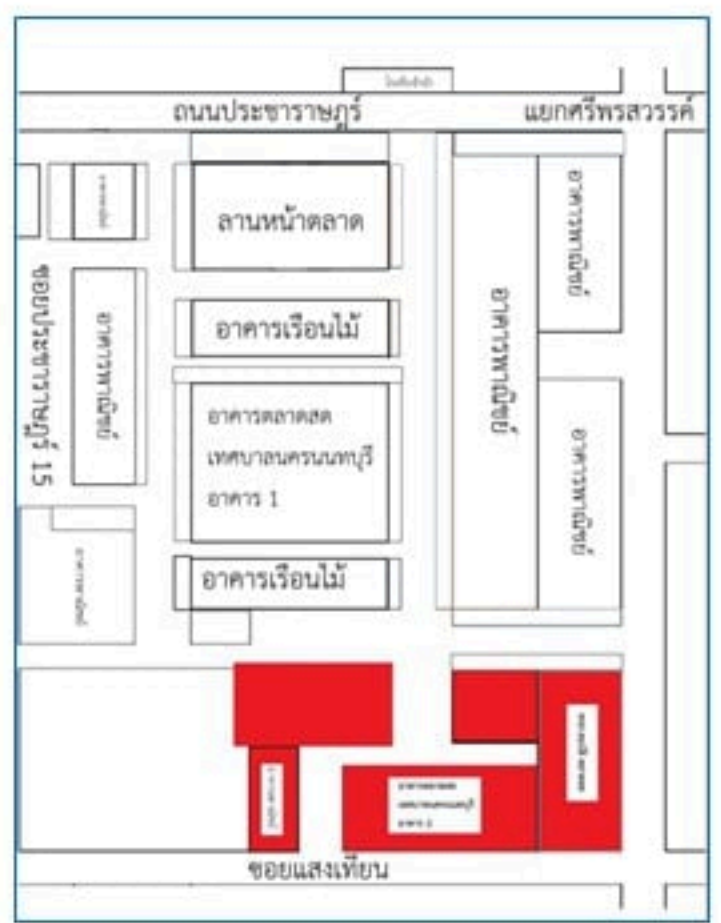 ถนนประชาราษฎร์
แยกศรีพรสวรรค์
ลานหน้าตลาด
อาคารพาณิชย์
อาคารพาณิชย์
ซอยประชาราษฎร์ 15
อาคารพาณิชย์
อาคารเรือนไม้
อาคารตลาดสด
เทศบาลนครนนทบุรี
อาคาร 1
อาคารพาณิชย์
อาคารเรือนไม้
ซอยแสงเทียน